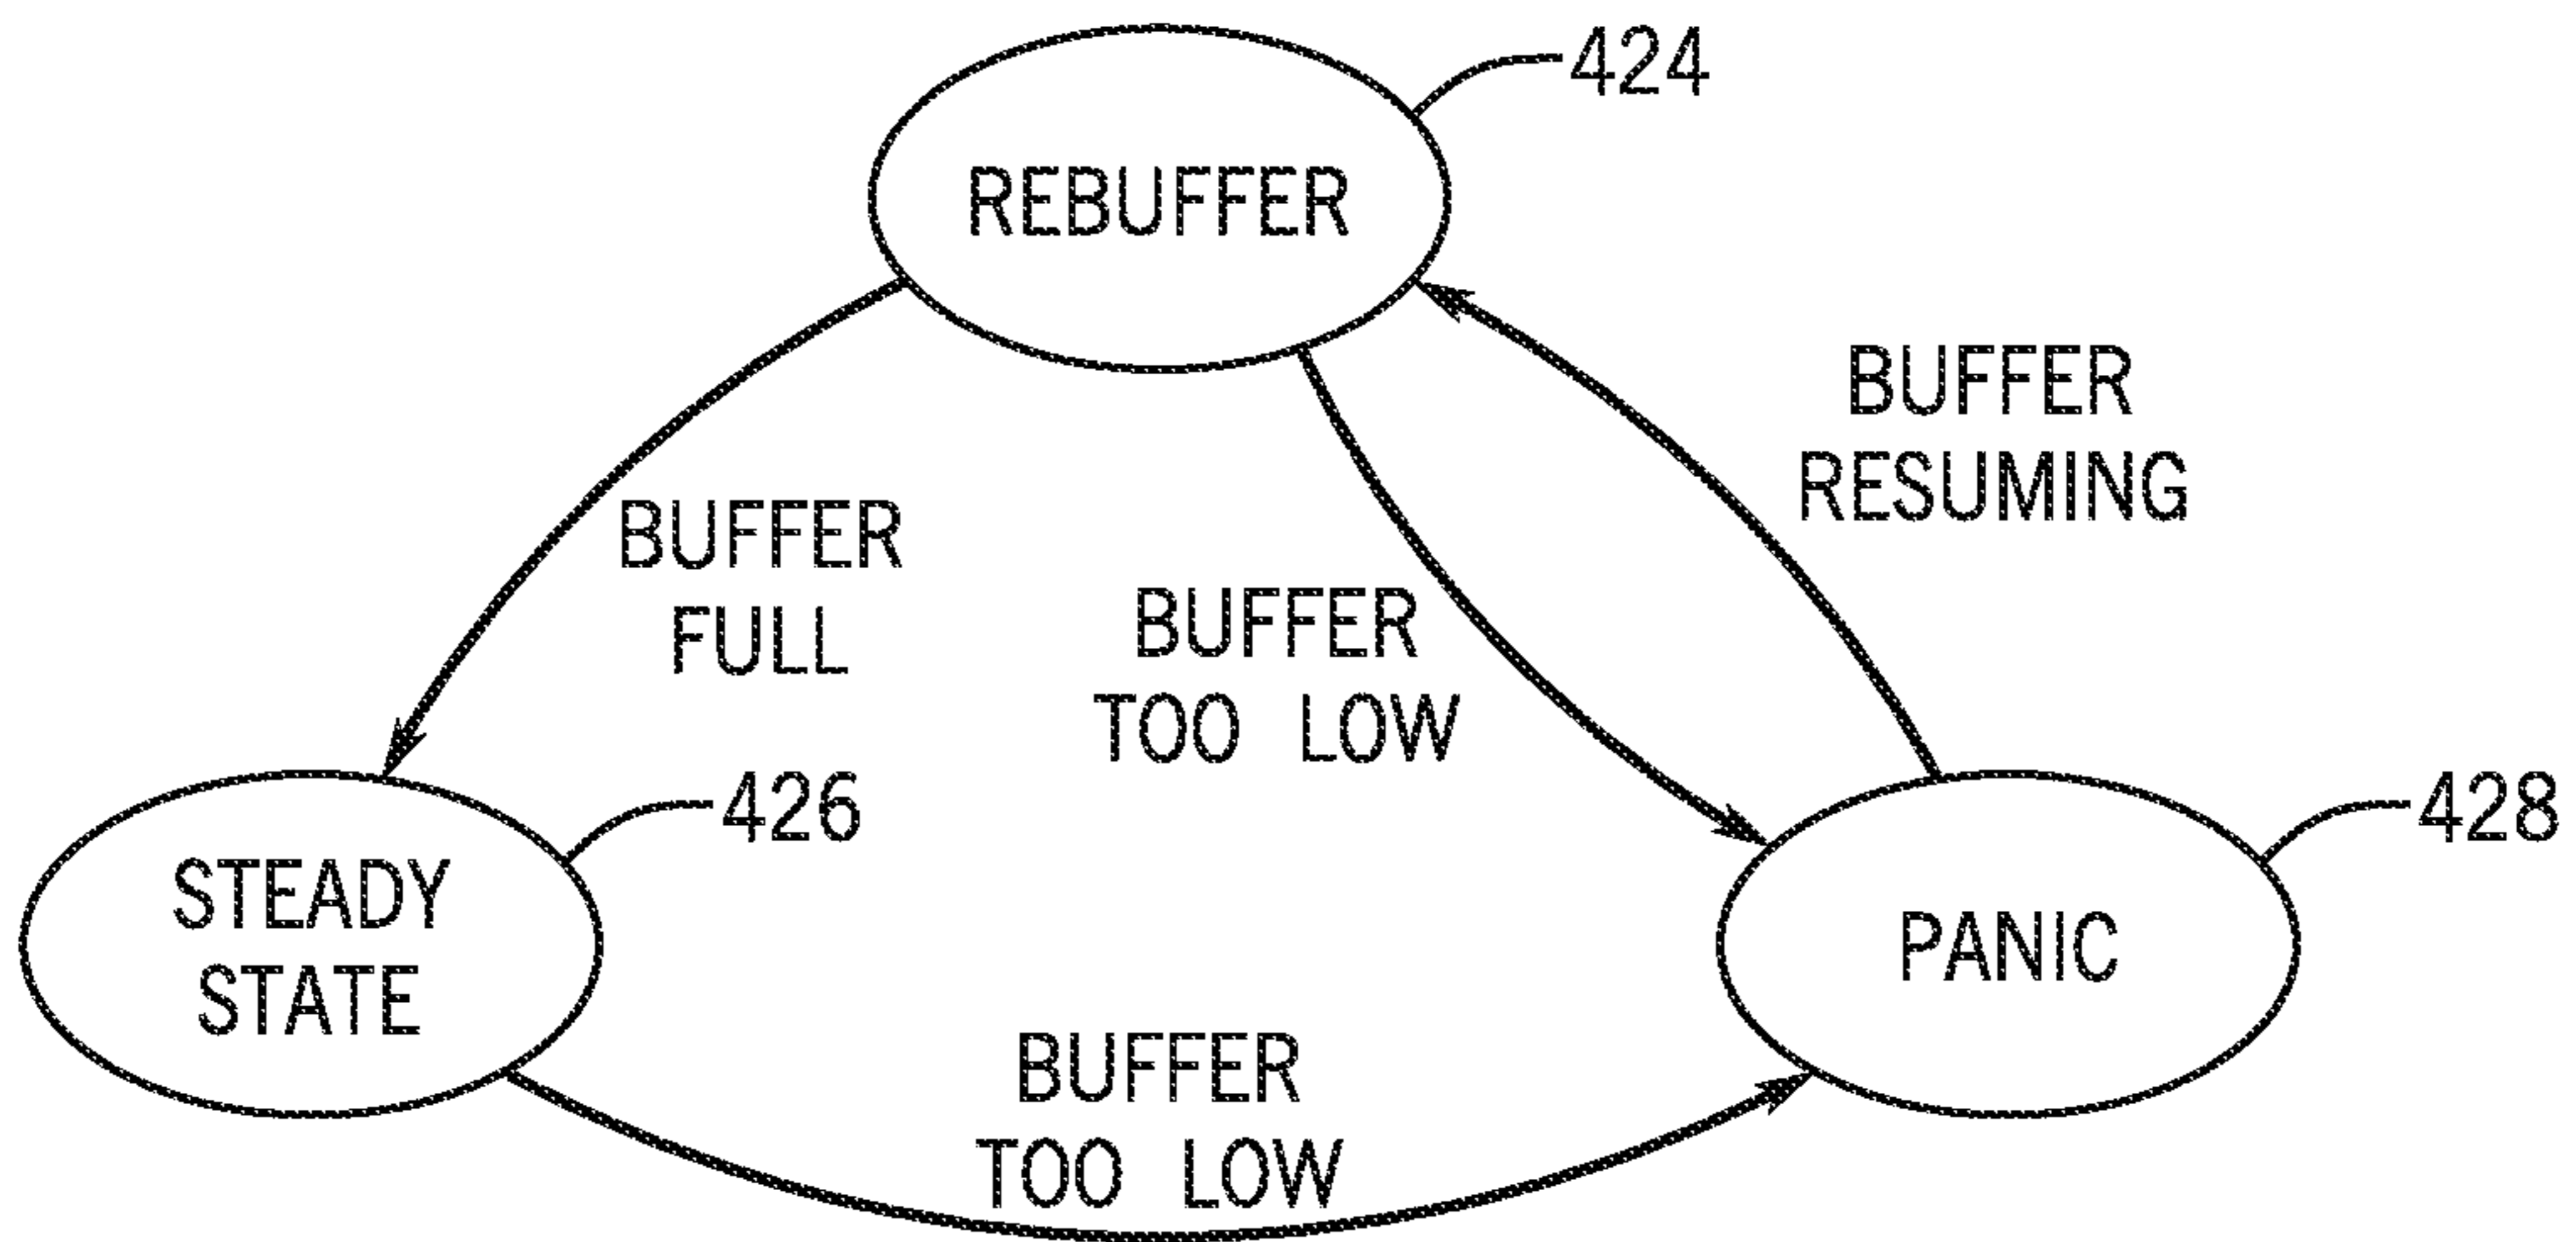 424
REBUFFER
BUFFER
RESUMING
BUFFER
FULL
BUFFER
TOO LOW
426
428
STEADY
STATE
PANIC
BUFFER
TOO LOW